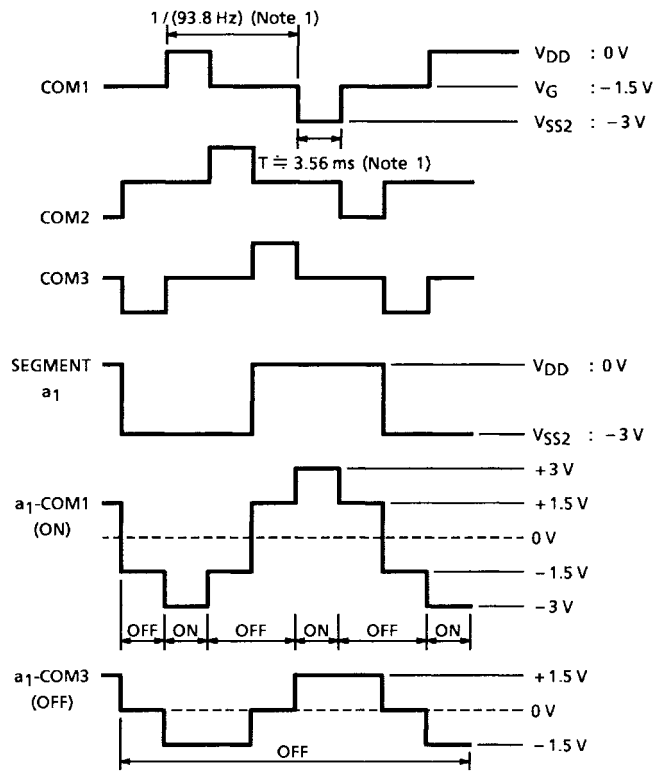 1/(93.8 Hz) (Note 1)
COM1
VDD : 0 V
VG : −1.5 V
VSS2 : −3 V
T ≒ 3.56 ms (Note 1)
COM2
COM3
SEGMENT
a1
VDD : 0 V
VSS2 : −3 V
a1-COM1
(ON)
+3 V
+1.5 V
0 V
−1.5 V
−3 V
OFF ON OFF ON OFF ON
a1-COM3
(OFF)
+1.5 V
0 V
−1.5 V
OFF